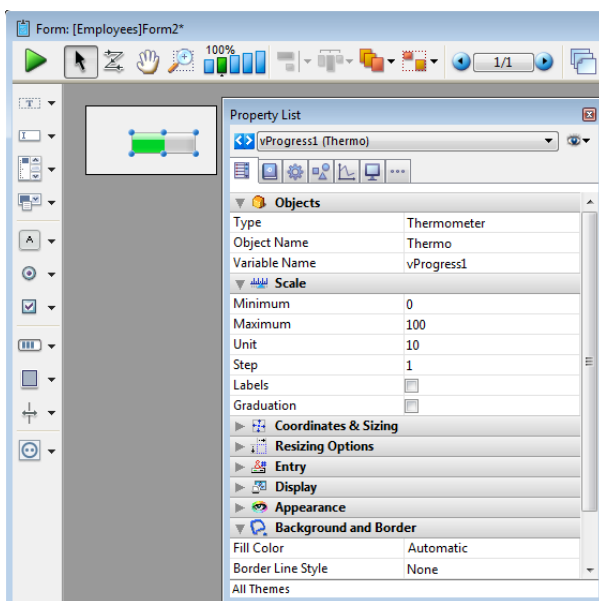 Form: [Employees]Form2*
100%
1/1
Property List
vProgress1 (Thermo)
Objects
Type Thermometer
Object Name Thermo
Variable Name vProgress1
Scale
Minimum 0
Maximum 100
Unit 10
Step 1
Labels
Graduation
Coordinates & Sizing
Resizing Options
Entry
Display
Appearance
Background and Border
Fill Color Automatic
Border Line Style None
All Themes